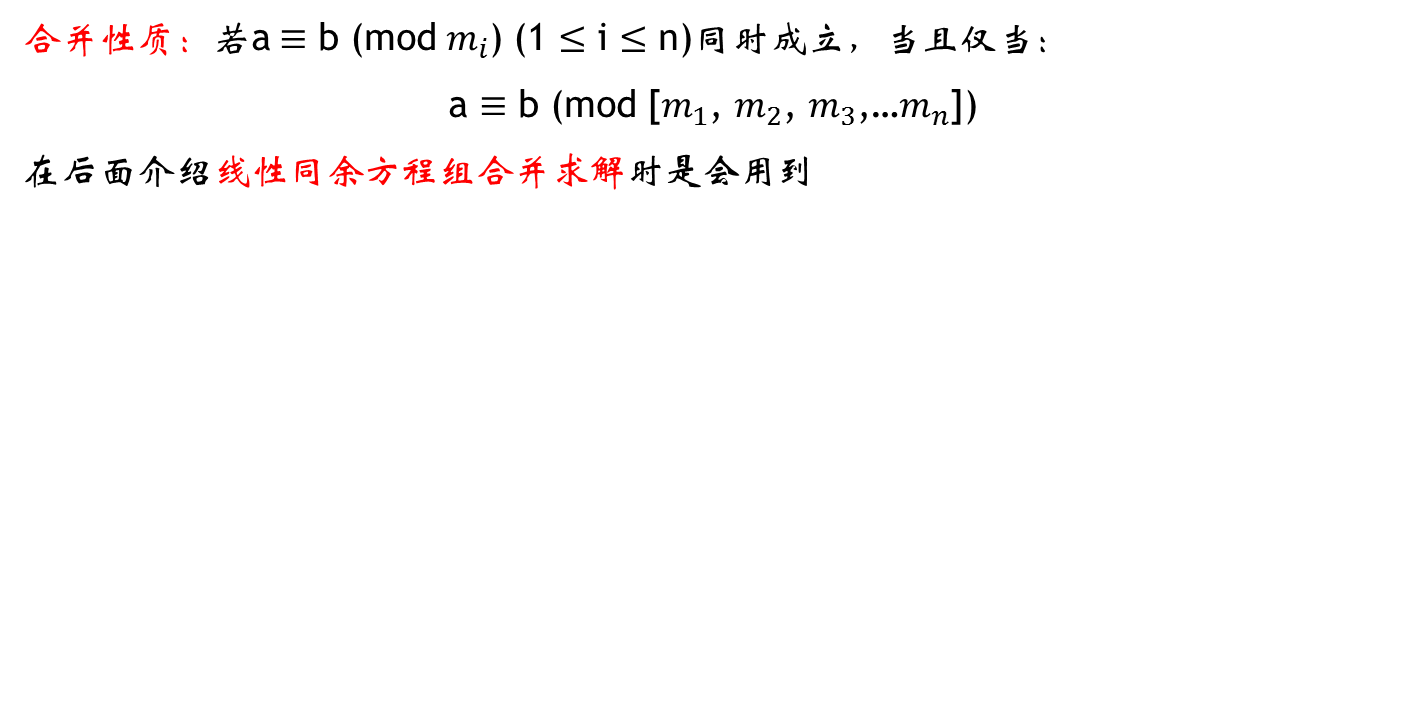 合并性质：若a ≡ b (mod 𝑚ᵢ) (1 ≤ i ≤ n)同时成立，当且仅当：
a ≡ b (mod [𝑚₁, 𝑚₂, 𝑚₃,…𝑚ₙ])
在后面介绍线性同余方程组合并求解时是会用到